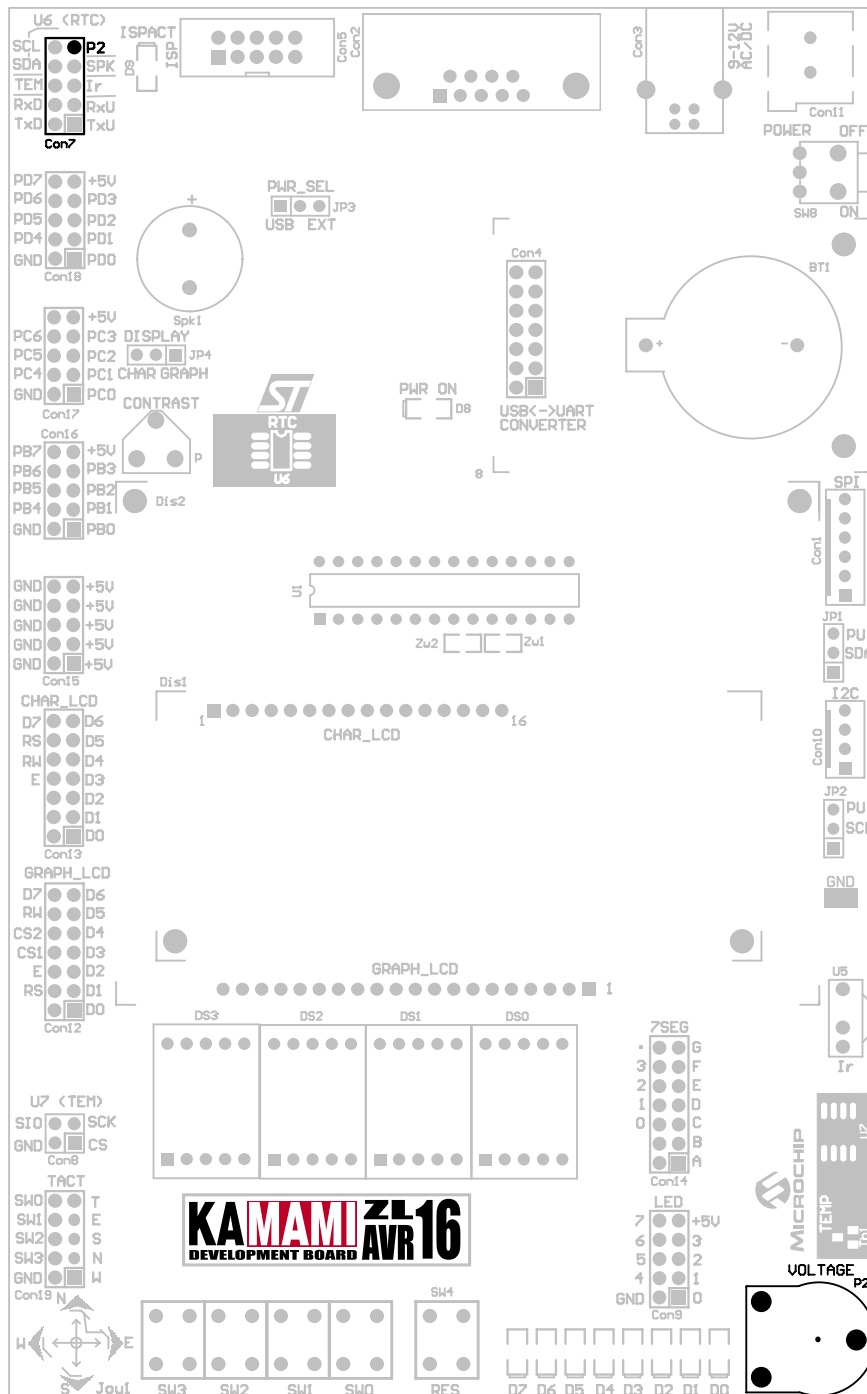 U6 (RTC)
SCL P2
SDA SPK
TEM Ir
RxD RxU
TxD TxU
Con7
ISPACT
D9
ISP
Con5
Con2
Con3
9-12V
AC/DC
Con11
POWER OFF
SW8 ON
PD7 +5V
PD6 PD3
PD5 PD2
PD4 PD1
GND PD0
Con18
+
Spk1
PWR_SEL
JP3
USB EXT
Con4
USB<->UART
CONVERTER
BT1
+ -
+5V
PC6 PC3
PC5 PC2
PC4 PC1
GND PC0
Con17
DISPLAY
JP4
CHAR GRAPH
CONTRAST
P
ST
RTC
U6
PWR ON
D8
8
Con16
PB7 +5V
PB6 PB3
PB5 PB2
PB4 PB1
GND PB0
Dis2
SPI
Con1
U1
Zw2 Zw1
GND +5V
GND +5V
GND +5V
GND +5V
GND +5V
Con15
JP1
PU
SDA
I2C
Con10
JP2
PU
SCL
GND
Dis1
1 16
CHAR_LCD
CHAR_LCD
D7 D6
RS D5
RW D4
E D3
D2
D1
D0
Con13
GRAPH_LCD
D7 D6
RW D5
CS2 D4
CS1 D3
E D2
RS D1
D0
Con12
GRAPH_LCD
1
U5
Ir
DS3 DS2 DS1 DS0
7SEG
. G
3 F
2 E
1 D
0 C
B
A
Con14
U7 (TEM)
SIO SCK
GND CS
Con8
TACT
SW0 T
SW1 E
SW2 S
SW3 N
GND W
Con19
KAMAMI ZL
DEVELOPMENT BOARD AVR 16
LED
7 +5V
6 3
5 2
4 1
GND 0
Con9
MICROCHIP
TEMP
U7
VOLTAGE
P2
N
W E
S Jou1
SW3 SW2 SW1 SW0
SW4
RES
D7 D6 D5 D4 D3 D2 D1 D0